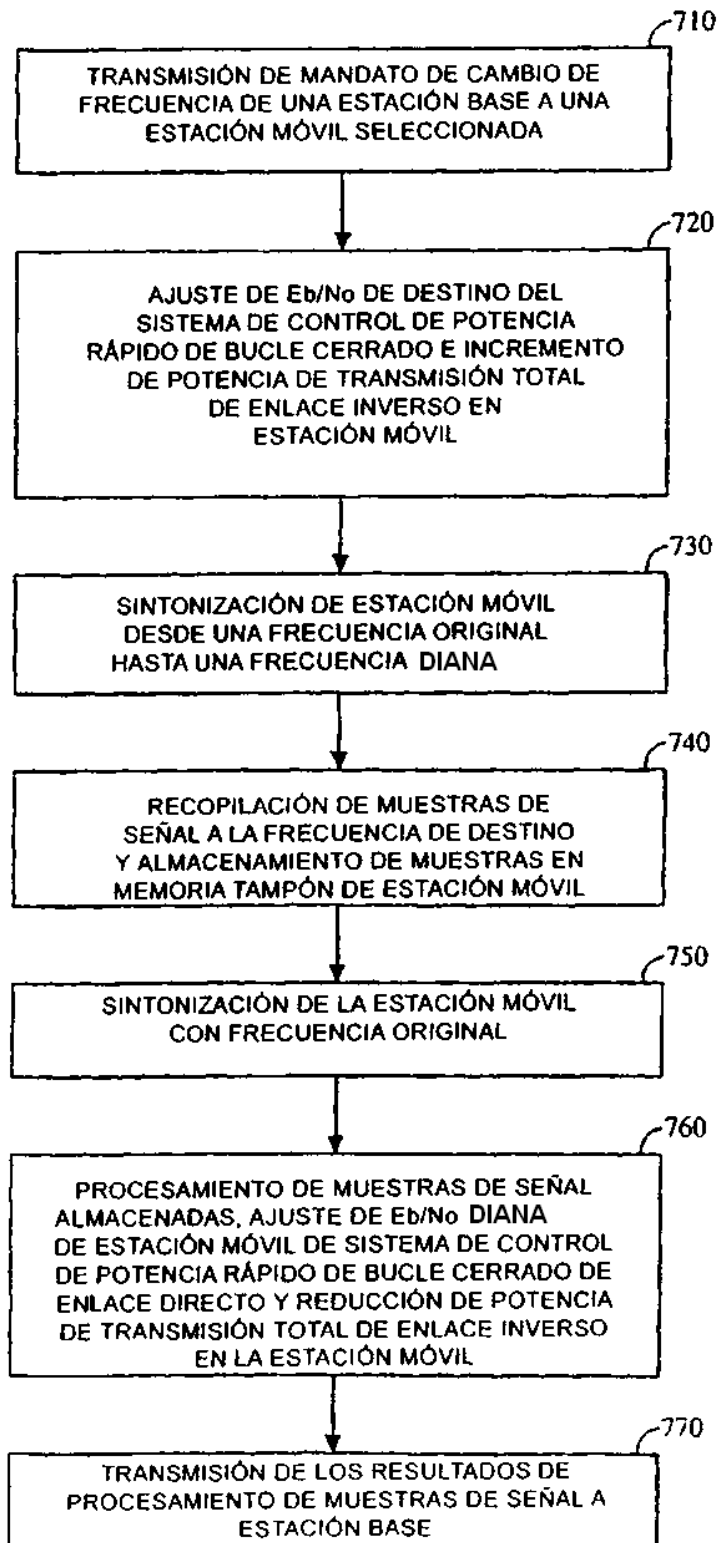 710
TRANSMISIÓN DE MANDATO DE CAMBIO DE
FRECUENCIA DE UNA ESTACIÓN BASE A UNA
ESTACIÓN MÓVIL SELECCIONADA
720
AJUSTE DE Eb/No DE DESTINO DEL
SISTEMA DE CONTROL DE POTENCIA
RÁPIDO DE BUCLE CERRADO E INCREMENTO
DE POTENCIA DE TRANSMISIÓN TOTAL
DE ENLACE INVERSO EN
ESTACIÓN MÓVIL
730
SINTONIZACIÓN DE ESTACIÓN MÓVIL
DESDE UNA FRECUENCIA ORIGINAL
HASTA UNA FRECUENCIA DIANA
740
RECOPILACIÓN DE MUESTRAS DE
SEÑAL A LA FRECUENCIA DE DESTINO
Y ALMACENAMIENTO DE MUESTRAS EN
MEMORIA TAMPÓN DE ESTACIÓN MÓVIL
750
SINTONIZACIÓN DE LA ESTACIÓN MÓVIL
CON FRECUENCIA ORIGINAL
760
PROCESAMIENTO DE MUESTRAS DE SEÑAL
ALMACENADAS, AJUSTE DE Eb/No DIANA
DE ESTACIÓN MÓVIL DE SISTEMA DE CONTROL
DE POTENCIA RÁPIDO DE BUCLE CERRADO DE
ENLACE DIRECTO Y REDUCCIÓN DE POTENCIA
DE TRANSMISIÓN TOTAL DE ENLACE INVERSO
EN LA ESTACIÓN MÓVIL
770
TRANSMISIÓN DE LOS RESULTADOS DE
PROCESAMIENTO DE MUESTRAS DE SEÑAL A
ESTACIÓN BASE